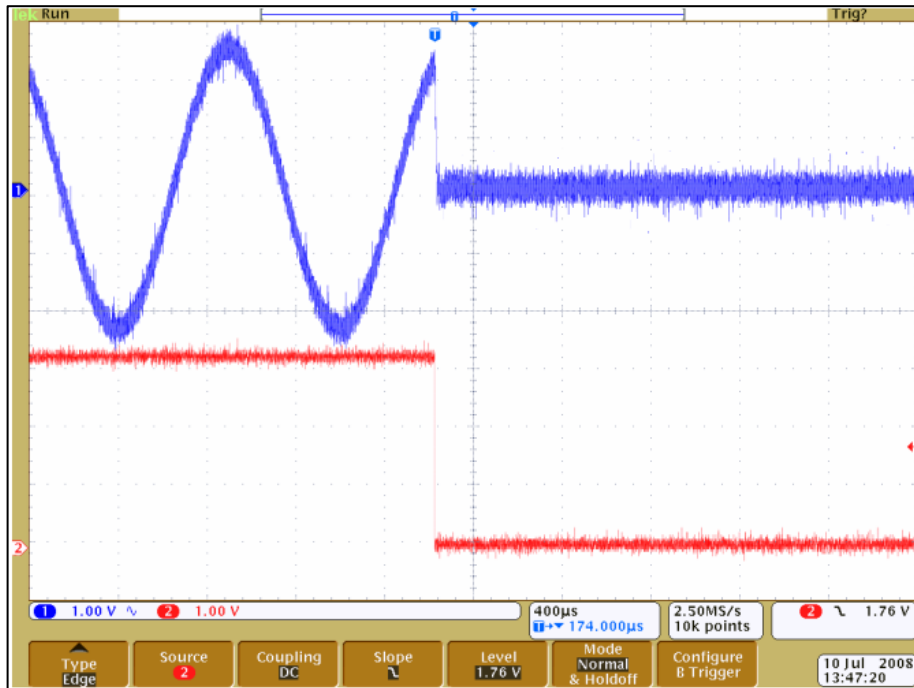 Tek Run Trig?
T
T
1
2
1 1.00 V ∿ 2 1.00 V 400µs 2.50MS/s 2 1.76 V
T→▼ 174.000µs 10k points
Type Source Coupling Slope Level Mode Configure
Edge 2 DC 1.76 V Normal B Trigger
& Holdoff
10 Jul 2008
13:47:20